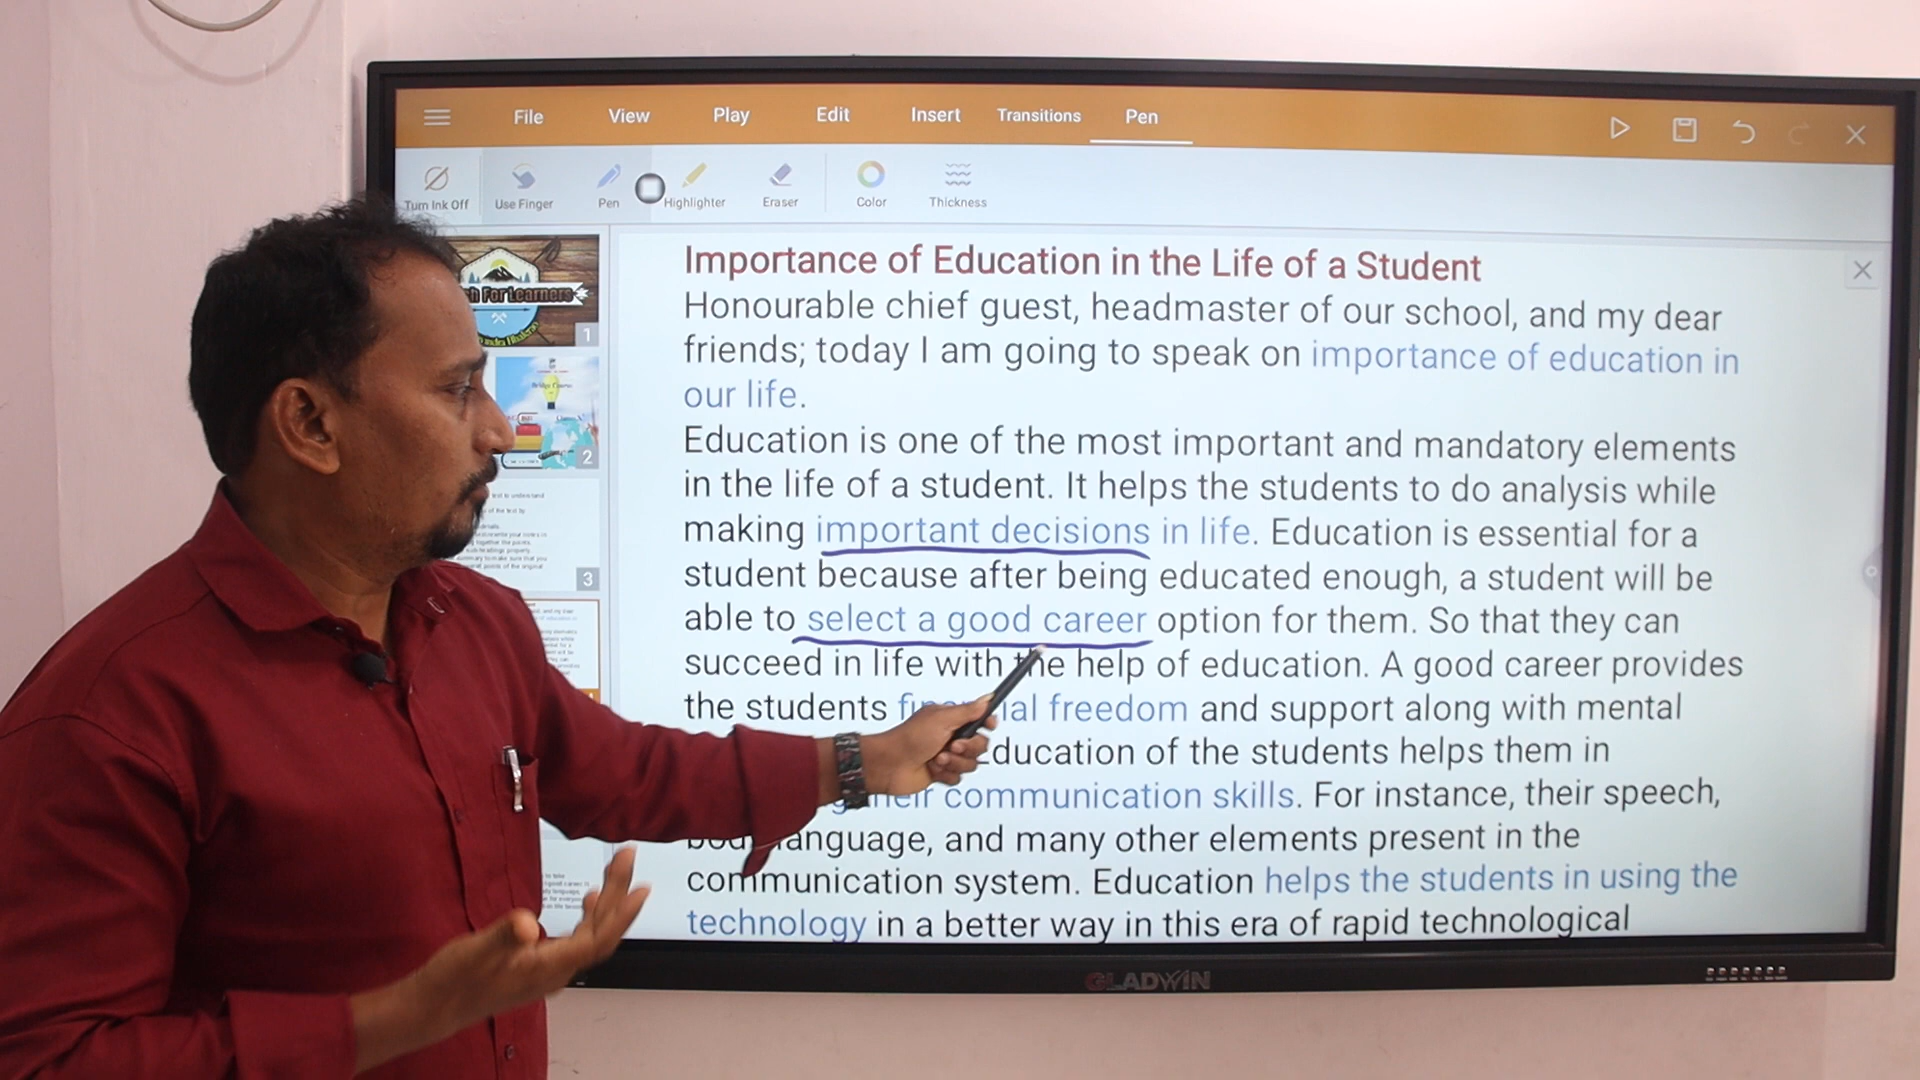 File View Play Edit Insert Transitions Pen
Turn Ink Off Use Finger Pen Highlighter Eraser Color Thickness
For Learners
1
2
3
Importance of Education in the Life of a Student
Honourable chief guest, headmaster of our school, and my dear
friends; today I am going to speak on importance of education in
our life.
Education is one of the most important and mandatory elements
in the life of a student. It helps the students to do analysis while
making important decisions in life. Education is essential for a
student because after being educated enough, a student will be
able to select a good career option for them. So that they can
succeed in life with the help of education. A good career provides
the students freedom and support along with mental
Education of the students helps them in
their communication skills. For instance, their speech,
language, and many other elements present in the
communication system. Education helps the students in using the
technology in a better way in this era of rapid technological
GLADWIN